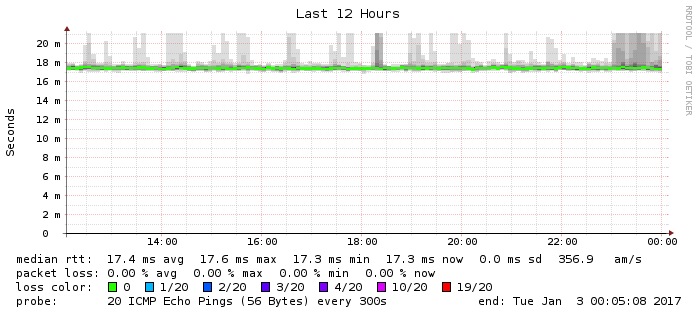 Last 12 Hours
RRDTOOL / TOBI OETIKER
Seconds
20 m
18 m
16 m
14 m
12 m
10 m
8 m
6 m
4 m
2 m
0
14:00 16:00 18:00 20:00 22:00 00:00
median rtt: 17.4 ms avg 17.6 ms max 17.3 ms min 17.3 ms now 0.0 ms sd 356.9 am/s
packet loss: 0.00 % avg 0.00 % max 0.00 % min 0.00 % now
loss color: 0 1/20 2/20 3/20 4/20 10/20 19/20
probe: 20 ICMP Echo Pings (56 Bytes) every 300s end: Tue Jan 3 00:05:08 2017